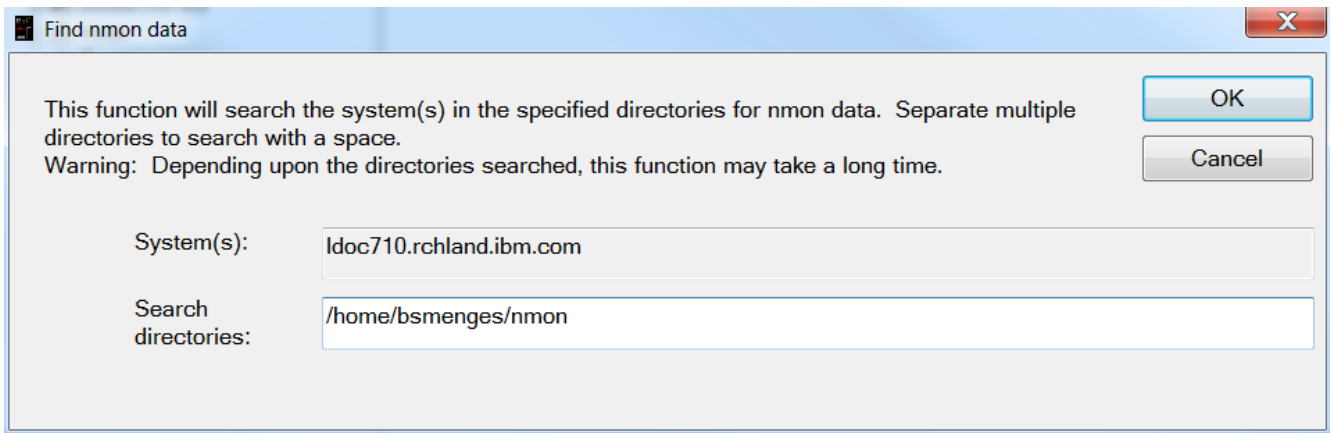 Find nmon data
This function will search the system(s) in the specified directories for nmon data.  Separate multiple
directories to search with a space.
Warning:  Depending upon the directories searched, this function may take a long time.
OK
Cancel
System(s):
ldoc710.rchland.ibm.com
Search
directories:
/home/bsmenges/nmon